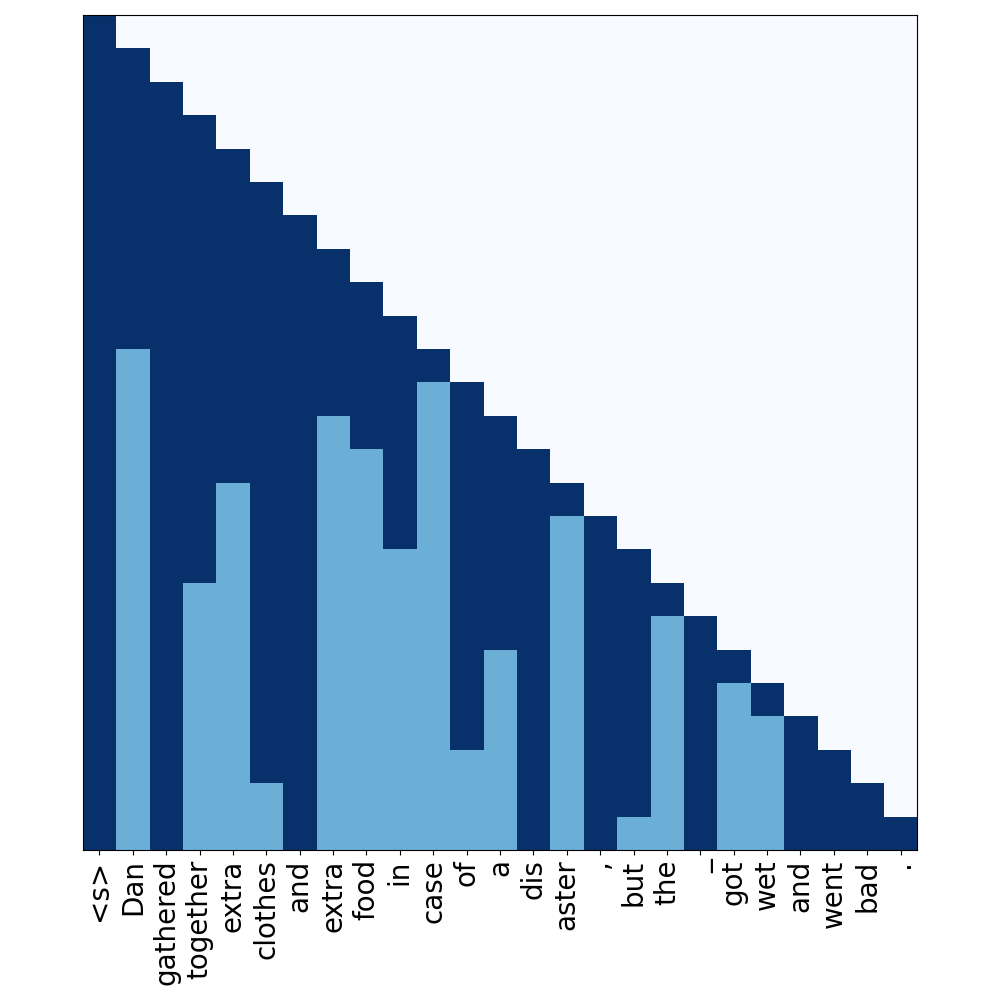 <s> Dan gathered together extra clothes and extra food in case of a dis aster , but the _ got wet and went bad .